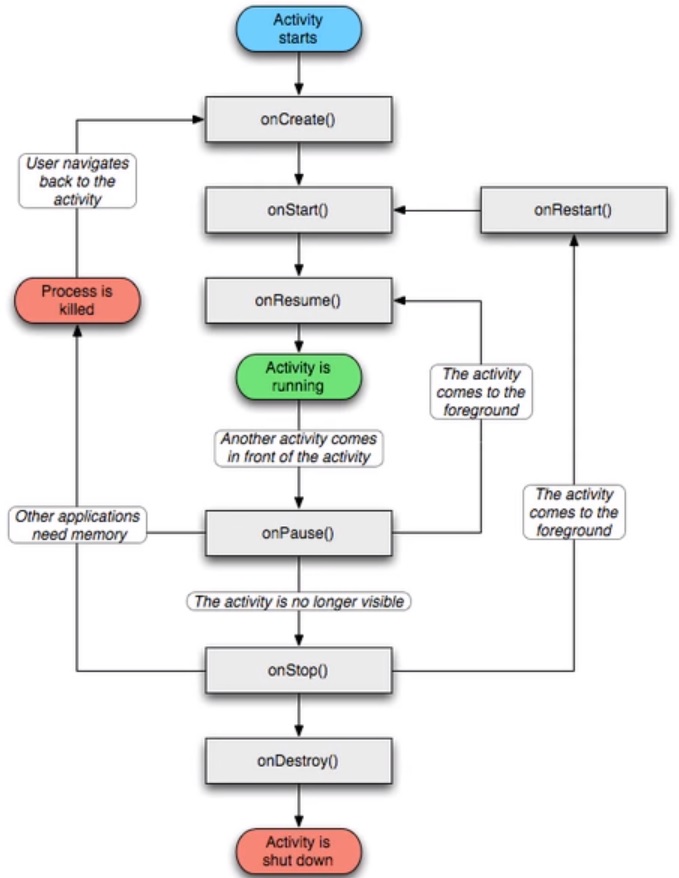 Activity
starts
onCreate()
User navigates
back to the
activity
onStart()
onRestart()
Process is
killed
onResume()
Activity is
running
The activity
comes to the
foreground
Another activity comes
in front of the activity
The activity
comes to the
foreground
Other applications
need memory
onPause()
The activity is no longer visible
onStop()
onDestroy()
Activity is
shut down